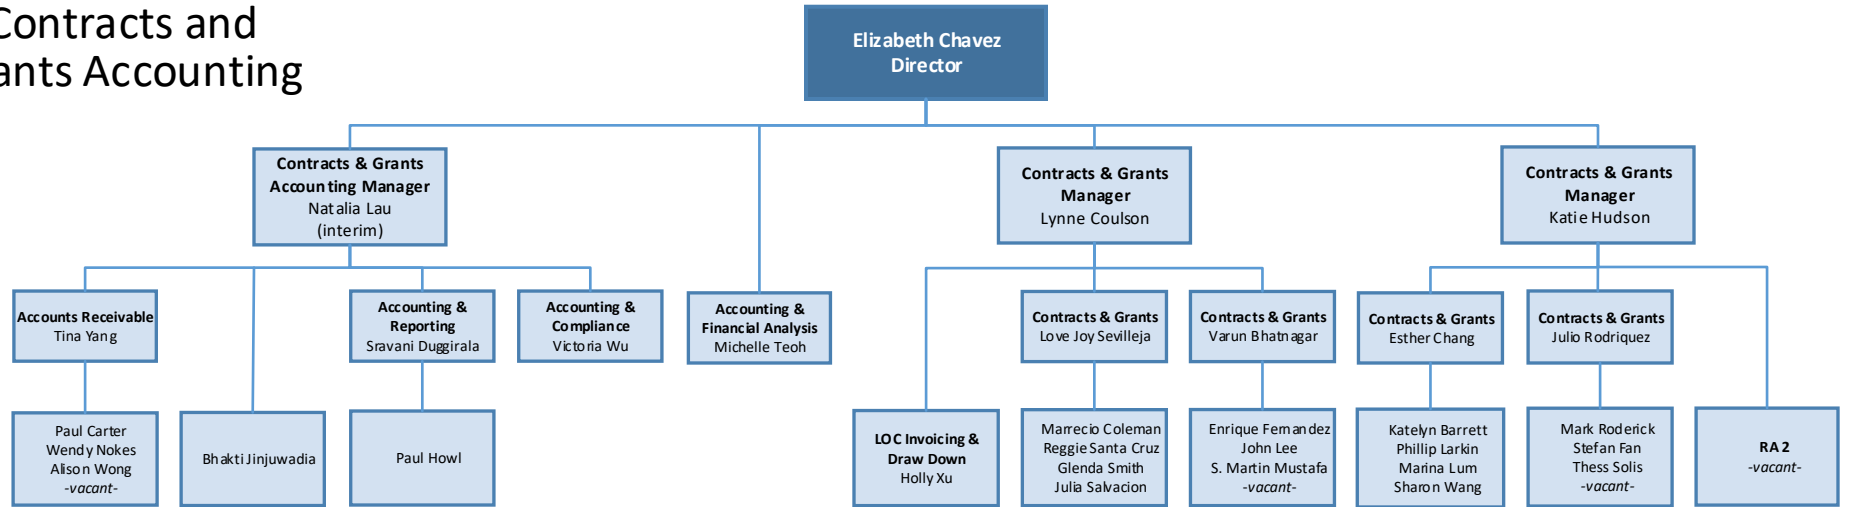 Contracts and
ants Accounting
Elizabeth Chavez
Director
Contracts & Grants
Accounting Manager
Natalia Lau
(interim)
Contracts & Grants
Manager
Lynne Coulson
Contracts & Grants
Manager
Katie Hudson
Accounts Receivable
Tina Yang
Accounting &
Reporting
Sravani Duggirala
Accounting &
Compliance
Victoria Wu
Accounting &
Financial Analysis
Michelle Teoh
Contracts & Grants
Love Joy Sevilleja
Contracts & Grants
Varun Bhatnagar
Contracts & Grants
Esther Chang
Contracts & Grants
Julio Rodriquez
Paul Carter
Wendy Nokes
Alison Wong
-vacant-
Bhakti Jinjuwadia
Paul Howl
LOC Invoicing &
Draw Down
Holly Xu
Marrecio Coleman
Reggie Santa Cruz
Glenda Smith
Julia Salvacion
Enrique Fernandez
John Lee
S. Martin Mustafa
-vacant-
Katelyn Barrett
Phillip Larkin
Marina Lum
Sharon Wang
Mark Roderick
Stefan Fan
Thess Solis
-vacant-
RA 2
-vacant-